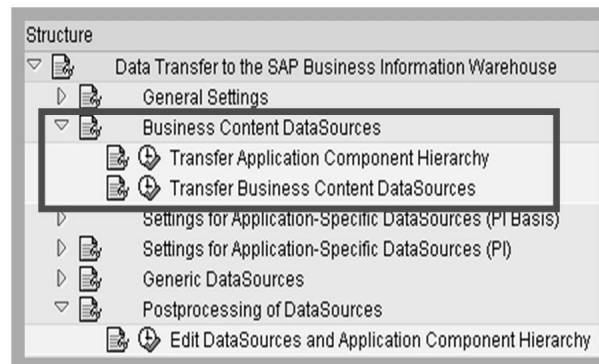 Structure
Data Transfer to the SAP Business Information Warehouse
General Settings
Business Content DataSources
Transfer Application Component Hierarchy
Transfer Business Content DataSources
Settings for Application-Specific DataSources (PI Basis)
Settings for Application-Specific DataSources (PI)
Generic DataSources
Postprocessing of DataSources
Edit DataSources and Application Component Hierarchy